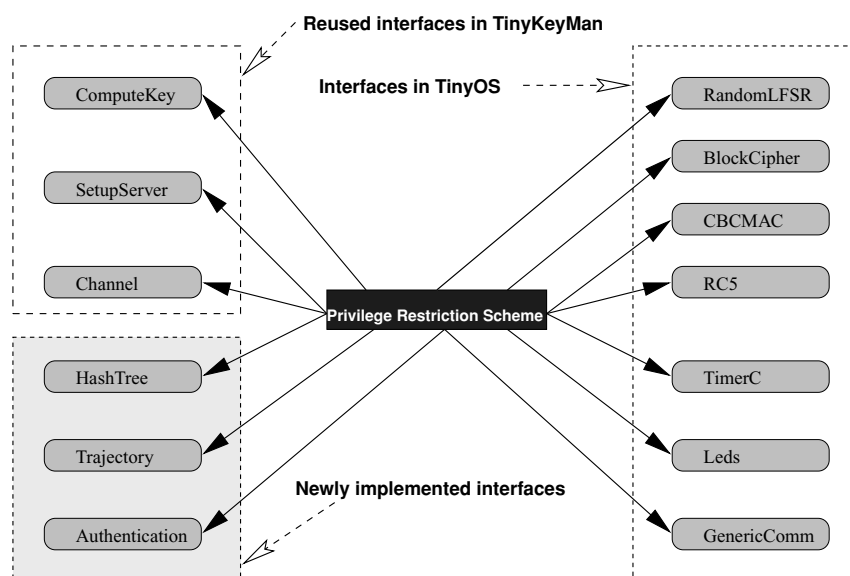 Reused interfaces in TinyKeyMan
Interfaces in TinyOS
ComputeKey
SetupServer
Channel
RandomLFSR
BlockCipher
CBCMAC
RC5
Privilege Restriction Scheme
HashTree
Trajectory
Authentication
TimerC
Leds
GenericComm
Newly implemented interfaces